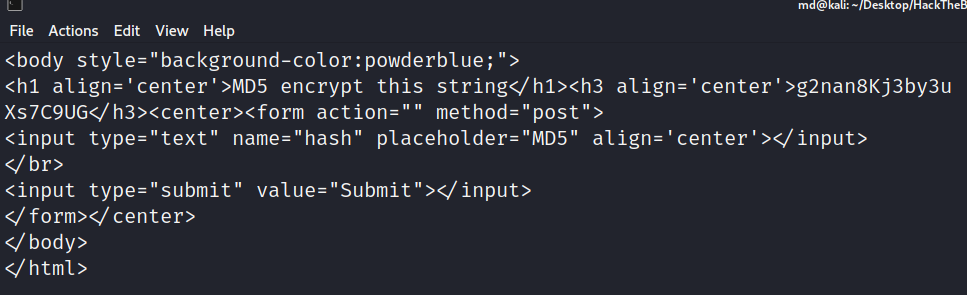 md@kali: ~/Desktop/HackTheB
File Actions Edit View Help
<body style="background-color:powderblue;">
<h1 align='center'>MD5 encrypt this string</h1><h3 align='center'>g2nan8Kj3by3u
Xs7C9UG</h3><center><form action="" method="post">
<input type="text" name="hash" placeholder="MD5" align='center'></input>
</br>
<input type="submit" value="Submit"></input>
</form></center>
</body>
</html>